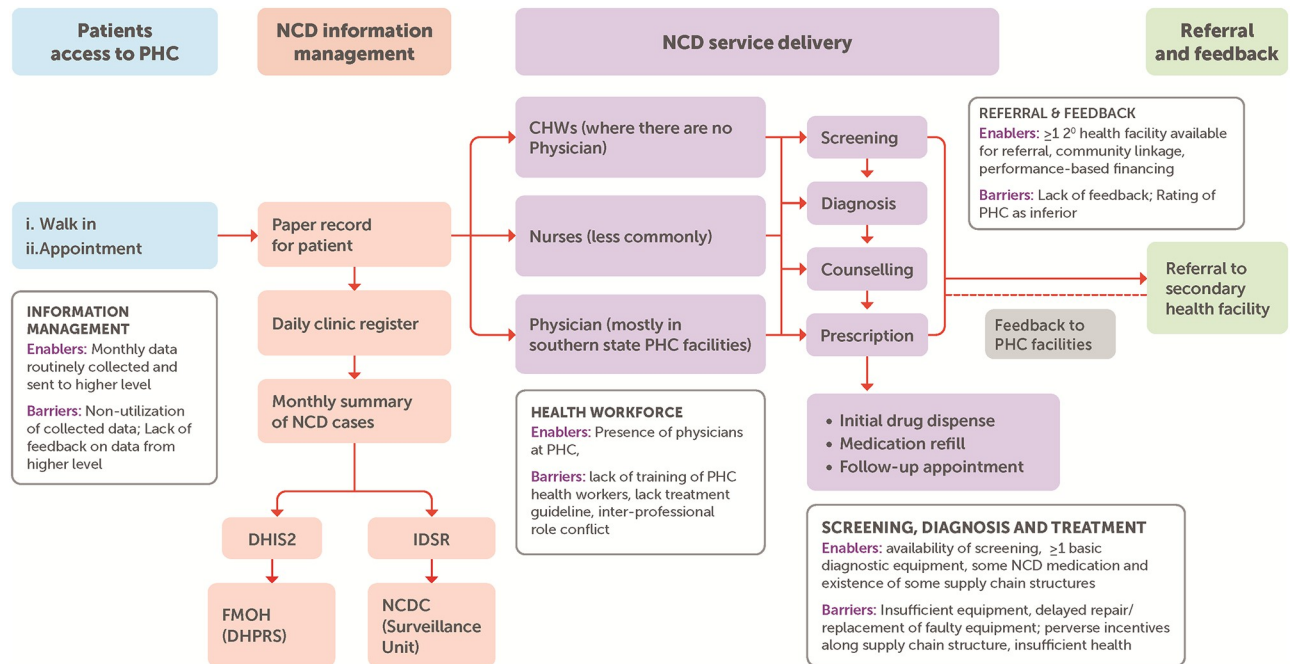 Patients
access to PHC
NCD information
management
NCD service delivery
Referral
and feedback
i. Walk in
ii.Appointment
INFORMATION
MANAGEMENT
Enablers: Monthly data
routinely collected and
sent to higher level
Barriers: Non-utilization
of collected data; Lack of
feedback on data from
higher level
Paper record
for patient
Daily clinic register
Monthly summary
of NCD cases
DHIS2
IDSR
FMOH
(DHPRS)
NCDC
(Surveillance
Unit)
CHWs (where there are no
Physician)
Nurses (less commonly)
Physician (mostly in
southern state PHC facilities)
HEALTH WORKFORCE
Enablers: Presence of physicians
at PHC,
Barriers: lack of training of PHC
health workers, lack treatment
guideline, inter-professional
role conflict
Screening
Diagnosis
Counselling
Prescription
• Initial drug dispense
• Medication refill
• Follow-up appointment
SCREENING, DIAGNOSIS AND TREATMENT
Enablers: availability of screening, ≥1 basic
diagnostic equipment, some NCD medication and
existence of some supply chain structures
Barriers: Insufficient equipment, delayed repair/
replacement of faulty equipment; perverse incentives
along supply chain structure, insufficient health
REFERRAL & FEEDBACK
Enablers: ≥1 2⁰ health facility available
for referral, community linkage,
performance-based financing
Barriers: Lack of feedback; Rating of
PHC as inferior
Referral to
secondary
health facility
Feedback to
PHC facilities